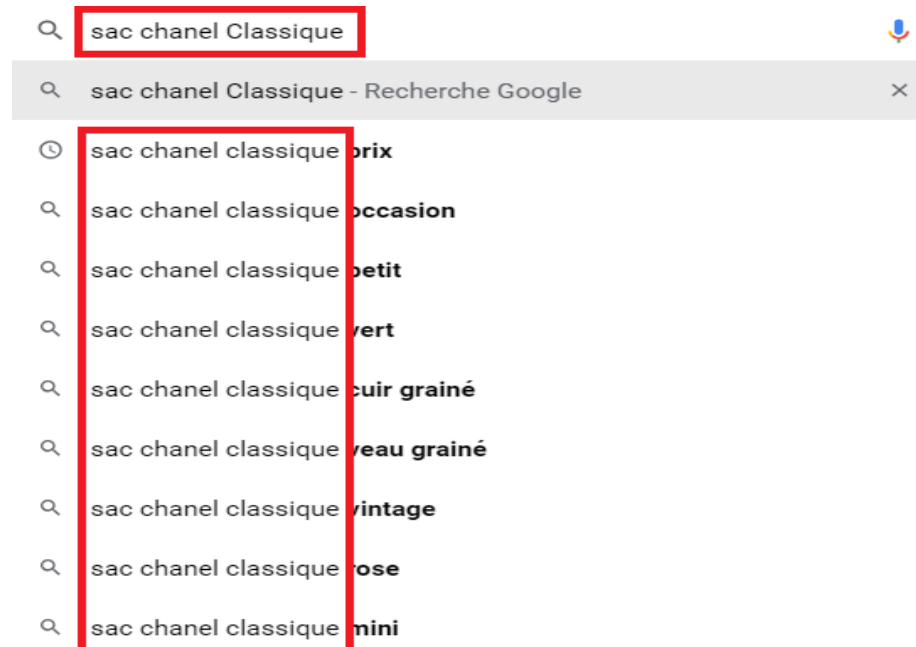 sac chanel Classique
sac chanel Classique - Recherche Google
sac chanel classique prix
sac chanel classique occasion
sac chanel classique petit
sac chanel classique vert
sac chanel classique cuir grainé
sac chanel classique veau grainé
sac chanel classique vintage
sac chanel classique rose
sac chanel classique mini